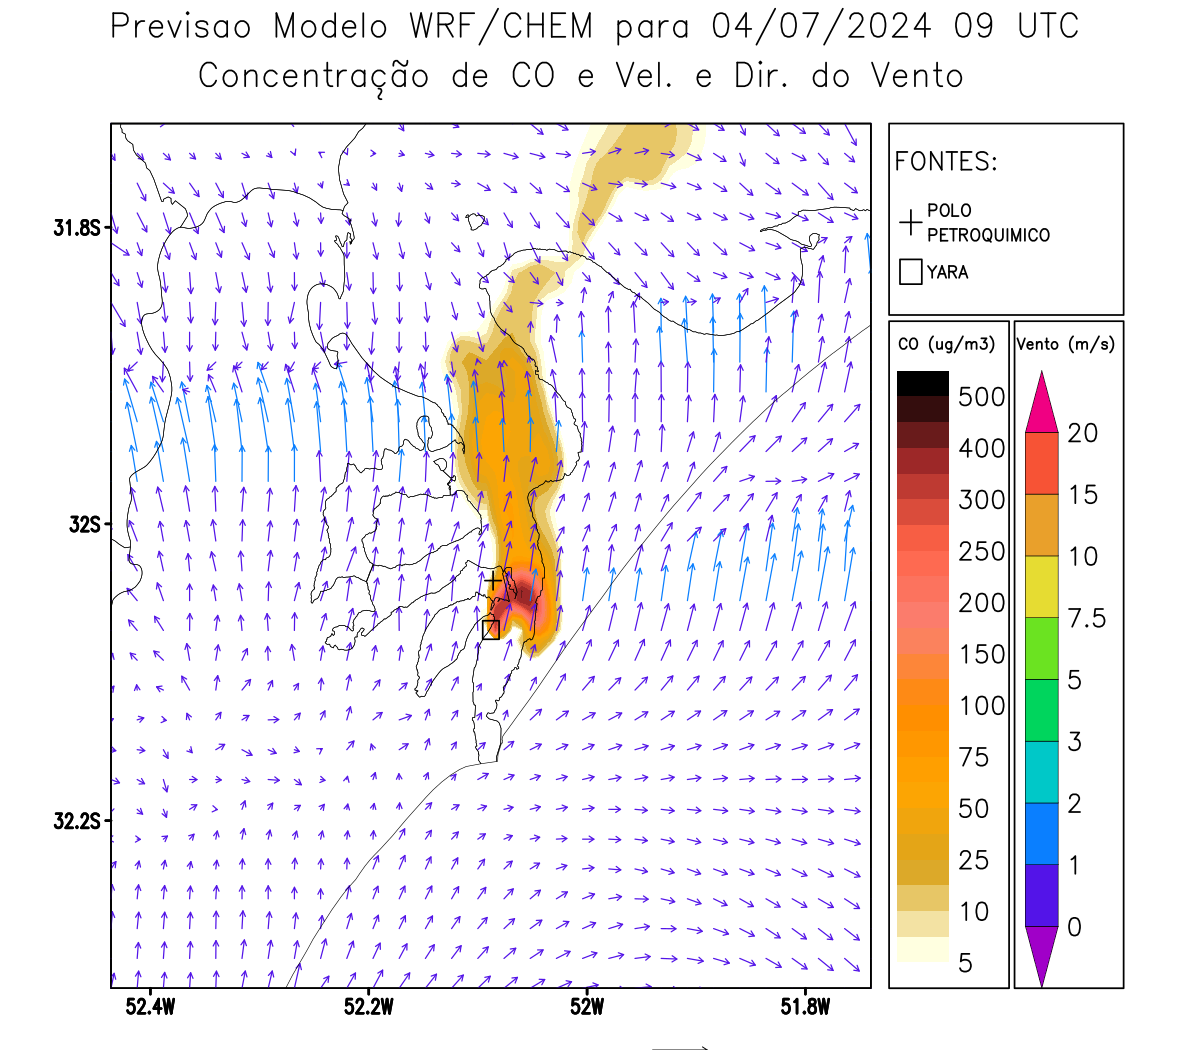 Previsao Modelo WRF/CHEM para 04/07/2024 09 UTC
Concentração de CO e Vel. e Dir. do Vento
FONTES:
POLO
PETROQUIMICO
YARA
CO (ug/m3)
500
400
300
250
200
150
100
75
50
25
10
5
Vento (m/s)
20
15
10
7.5
5
3
2
1
0
31.8S
32S
32.2S
52.4W
52.2W
52W
51.8W